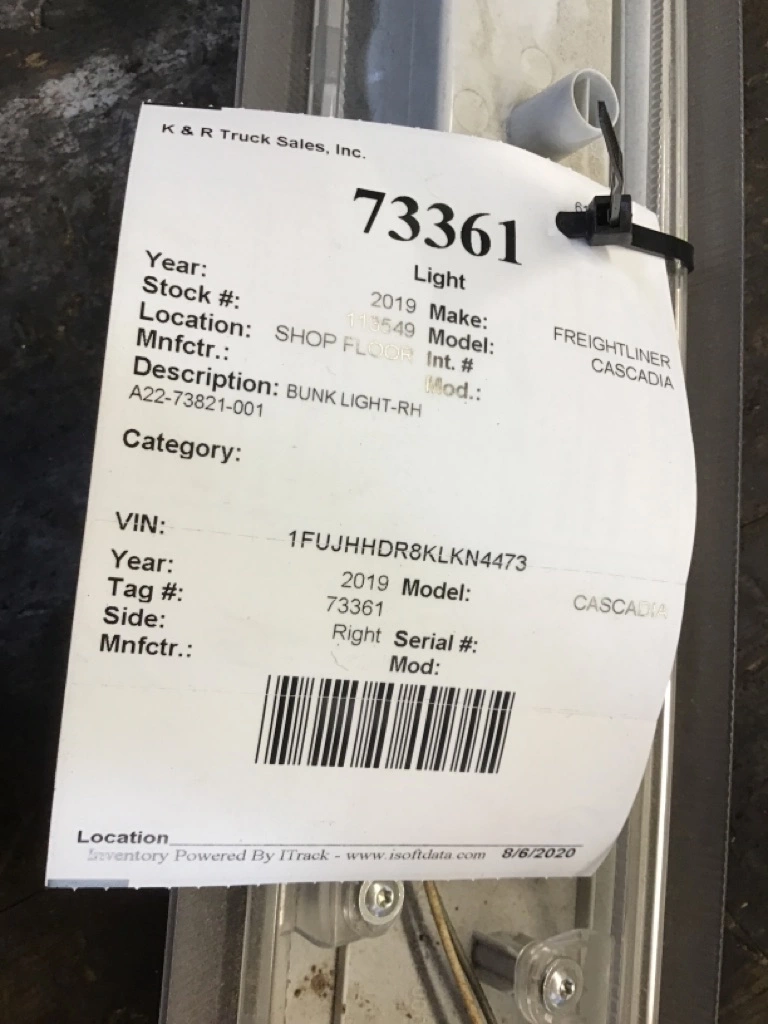 K & R Truck Sales, Inc.
73361
Light
Year: 2019 Make: FREIGHTLINER
Stock #: 113549 Model: CASCADIA
Location: SHOP FLOOR Int. #
Mnfctr.: Mod.:
Description: BUNK LIGHT-RH
A22-73821-001
Category:
VIN: 1FUJHHDR8KLKN4473
Year: 2019 Model: CASCADIA
Tag #: 73361
Side: Right Serial #:
Mnfctr.: Mod:
Location
Inventory Powered By ITrack - www.isoftdata.com 8/6/2020